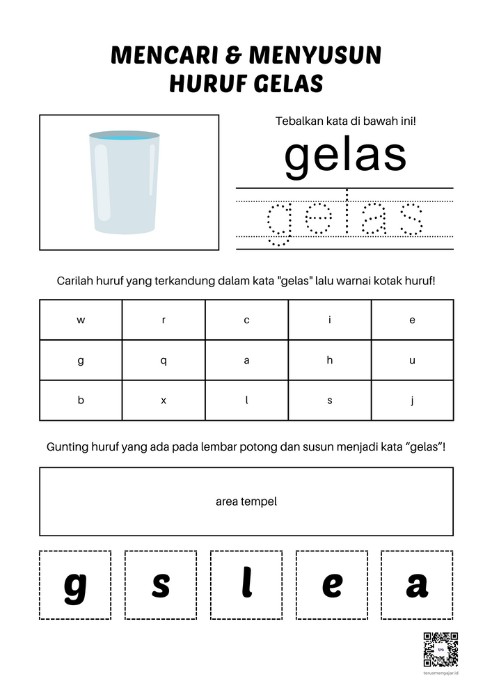 MENCARI & MENYUSUN
HURUF GELAS
Tebalkan kata di bawah ini!
gelas
gelas
Carilah huruf yang terkandung dalam kata "gelas" lalu warnai kotak huruf!
w r c i e
g q a h u
b x l s j
Gunting huruf yang ada pada lembar potong dan susun menjadi kata “gelas”!
area tempel
g s l e a